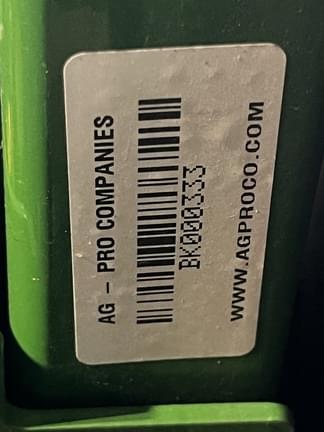 AG - PRO COMPANIES
BK000333
WWW.AGPROCO.COM